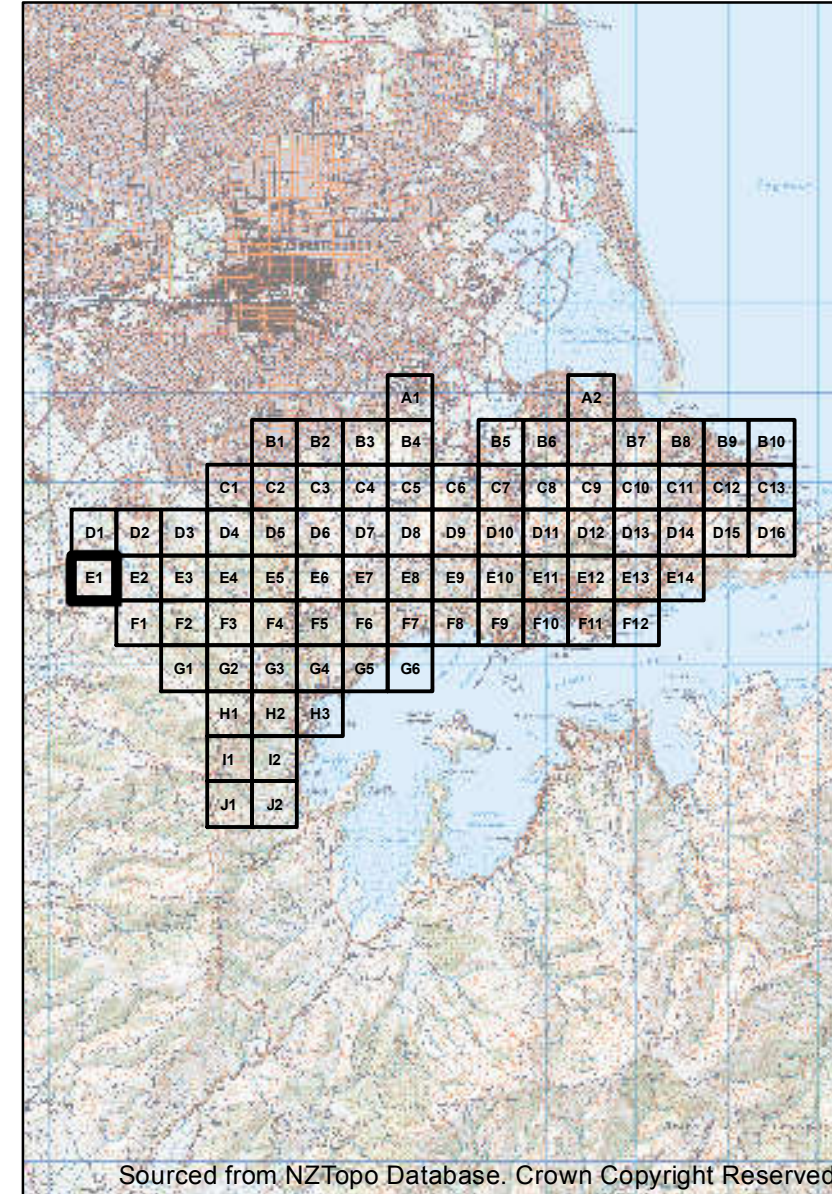 A1 A2
B1 B2 B3 B4 B5 B6 B7 B8 B9 B10
C1 C2 C3 C4 C5 C6 C7 C8 C9 C10 C11 C12 C13
D1 D2 D3 D4 D5 D6 D7 D8 D9 D10 D11 D12 D13 D14 D15 D16
E1 E2 E3 E4 E5 E6 E7 E8 E9 E10 E11 E12 E13 E14
F1 F2 F3 F4 F5 F6 F7 F8 F9 F10 F11 F12
G1 G2 G3 G4 G5 G6
H1 H2 H3
I1 I2
J1 J2
Sourced from NZTopo Database. Crown Copyright Reserved